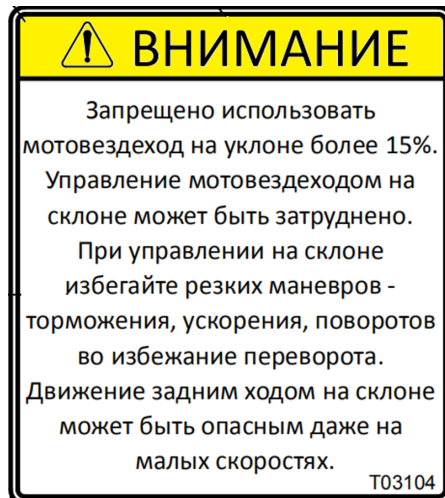 ВНИМАНИЕ
Запрещено использовать
мотовездеход на уклоне более 15%.
Управление мотовездеходом на
склоне может быть затруднено.
При управлении на склоне
избегайте резких маневров -
торможения, ускорения, поворотов
во избежание переворота.
Движение задним ходом на склоне
может быть опасным даже на
малых скоростях.
T03104